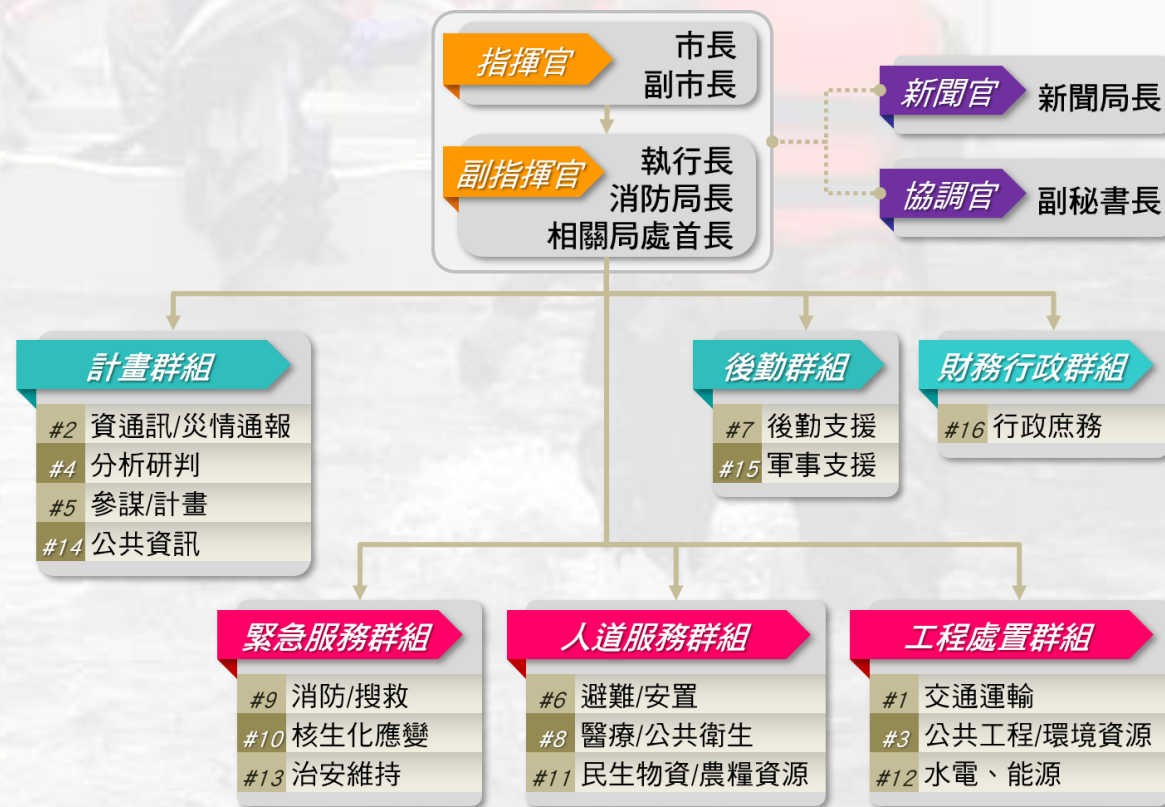 指揮官
市長
副市長
副指揮官
執行長
消防局長
相關局處首長
新聞官
新聞局長
協調官
副秘書長
計畫群組
#2 資通訊/災情通報
#4 分析研判
#5 參謀/計畫
#14 公共資訊
後勤群組
#7 後勤支援
#15 軍事支援
財務行政群組
#16 行政庶務
緊急服務群組
#9 消防/搜救
#10 核生化應變
#13 治安維持
人道服務群組
#6 避難/安置
#8 醫療/公共衛生
#11 民生物資/農糧資源
工程處置群組
#1 交通運輸
#3 公共工程/環境資源
#12 水電、能源